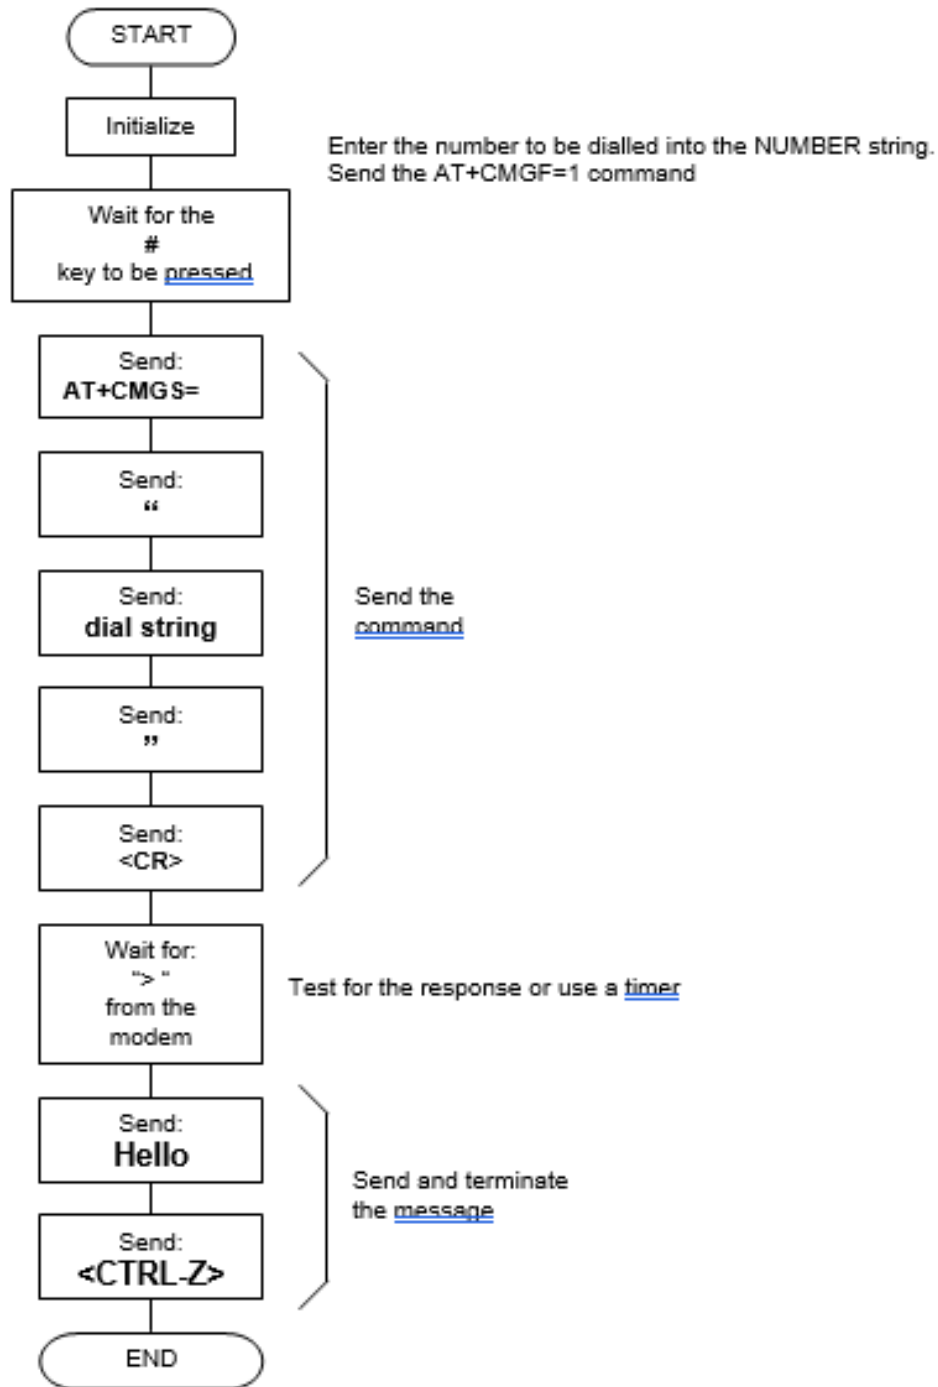 START
Initialize
Enter the number to be dialled into the NUMBER string.
Send the AT+CMGF=1 command
Wait for the
#
key to be pressed
Send:
AT+CMGS=
Send:
“
Send:
dial string
Send the
command
Send:
”
Send:
<CR>
Wait for:
"> "
from the
modem
Test for the response or use a timer
Send:
Hello
Send and terminate
the message
Send:
<CTRL-Z>
END